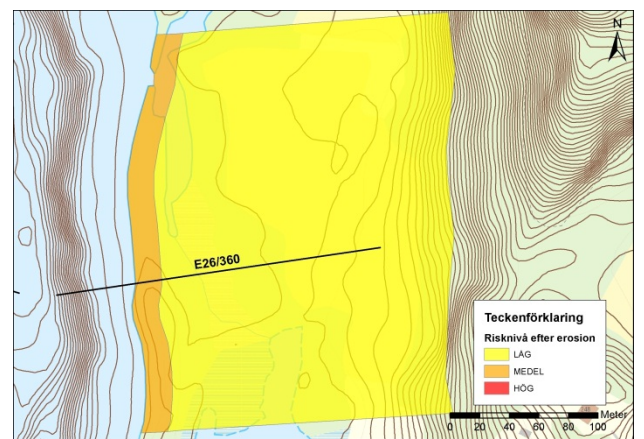 N
E26/360
Teckenförklaring
Risknivå efter erosion
LÅG
MEDEL
HÖG
Meter
0 20 40 60 80 100